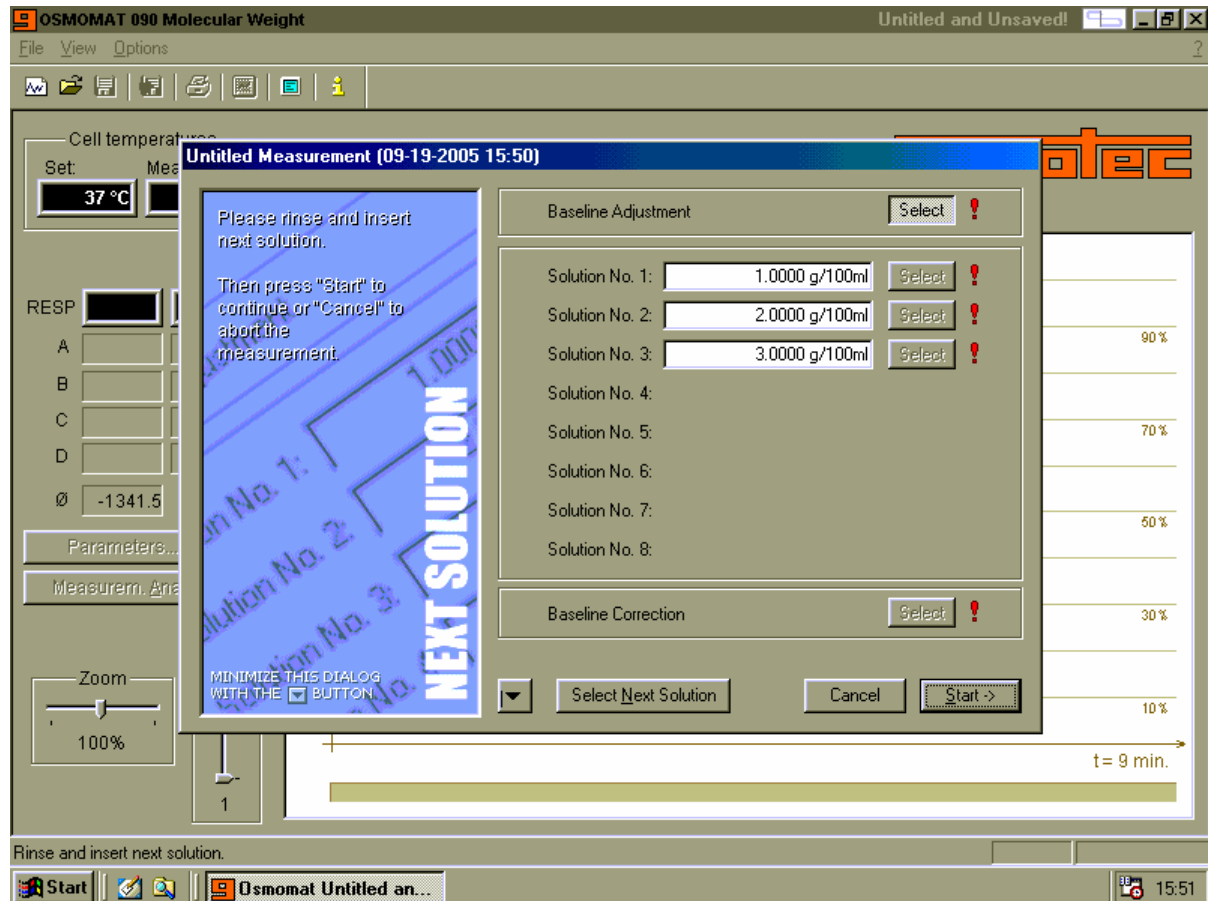 OSMOMAT 090 Molecular Weight
Untitled and Unsaved!
File View Options ?
Cell temperatures
Set:
37 °C
RESP
A
B
C
D
Ø -1341.5
Parameters...
Measurem. Ana
Zoom
100%
1
Untitled Measurement (09-19-2005 15:50)
Please rinse and insert
next solution.
Then press "Start" to
continue or "Cancel" to
abort the
measurement.
NEXT SOLUTION
MINIMIZE THIS DIALOG
WITH THE BUTTON.
Baseline Adjustment Select
Solution No. 1: 1.0000 g/100ml Select
Solution No. 2: 2.0000 g/100ml Select
Solution No. 3: 3.0000 g/100ml Select
Solution No. 4:
Solution No. 5:
Solution No. 6:
Solution No. 7:
Solution No. 8:
Baseline Correction Select
Select Next Solution Cancel Start ->
90%
70%
50%
30%
10%
t = 9 min.
Rinse and insert next solution.
Start Osmomat Untitled an... 15:51